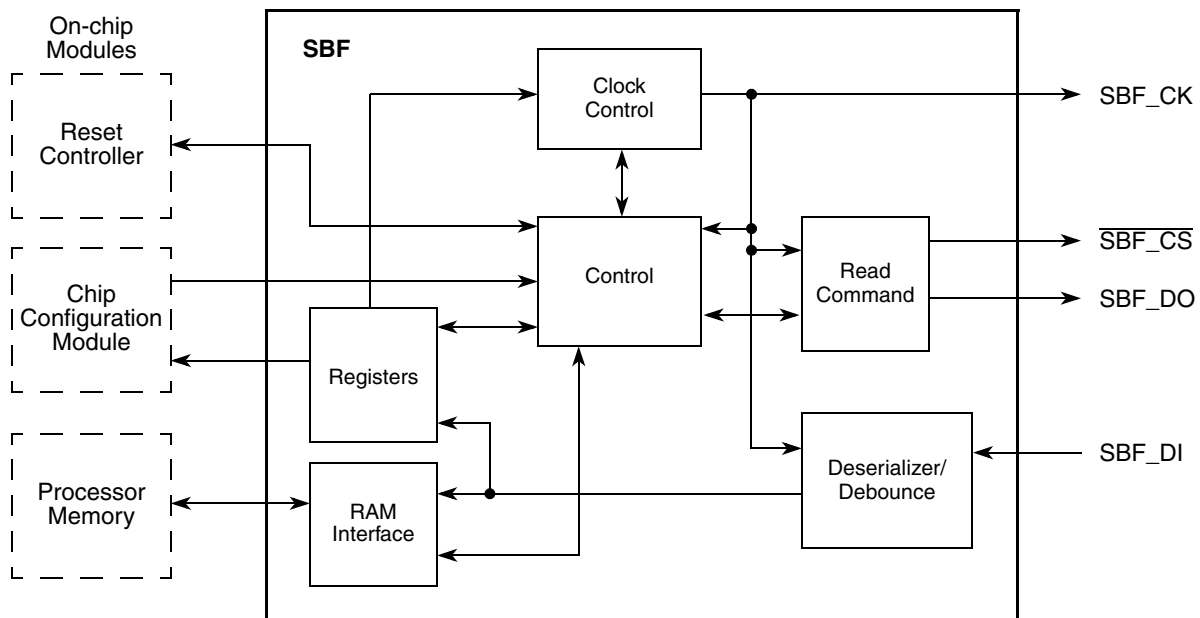 On-chip
Modules
SBF
Clock
Control
SBF_CK
Reset
Controller
Control
Read
Command
SBF_CS
SBF_DO
Chip
Configuration
Module
Registers
Deserializer/
Debounce
SBF_DI
Processor
Memory
RAM
Interface